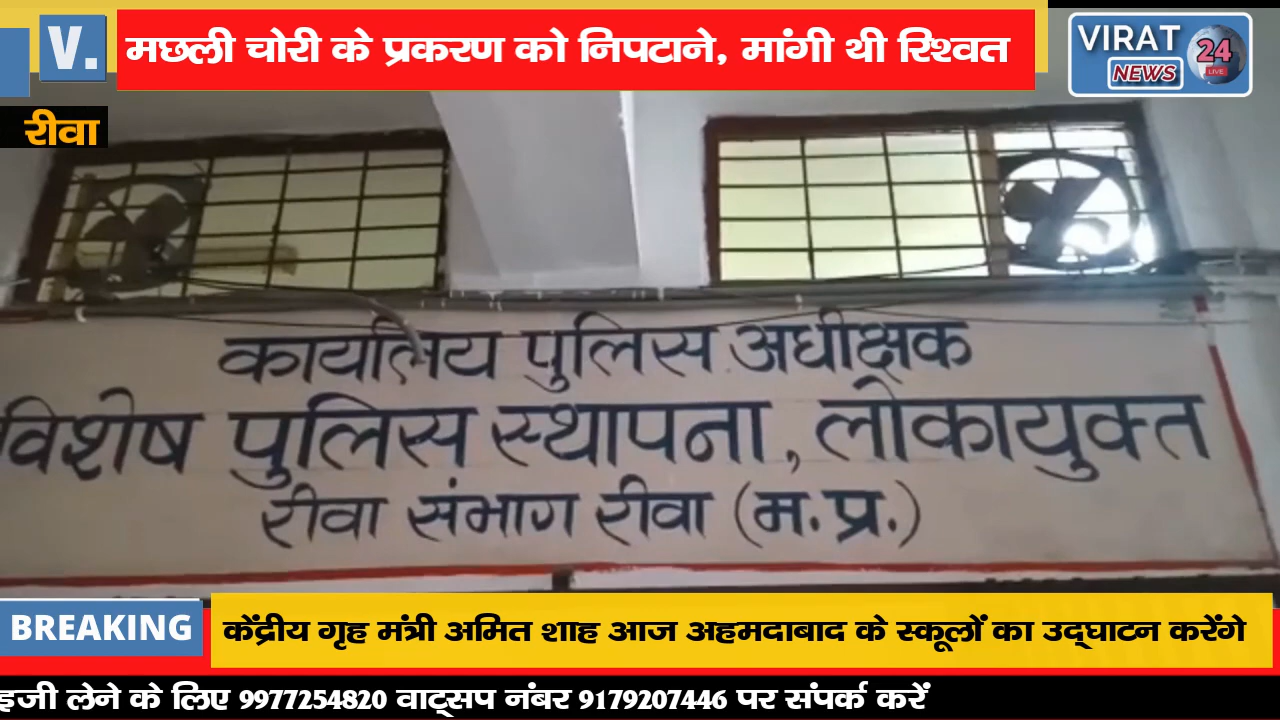 V.
मछली चोरी के प्रकरण को निपटाने, मांगी थी रिश्वत
VIRAT
24
NEWS
LIVE
रीवा
कार्यालय पुलिस अधीक्षक
विशेष पुलिस स्थापना, लोकायुक्त
रीवा संभाग रीवा (म.प्र.)
BREAKING
केंद्रीय गृह मंत्री अमित शाह आज अहमदाबाद के स्कूलों का उद्घाटन करेंगे
इजी लेने के लिए 9977254820 वाट्सप नंबर 9179207446 पर संपर्क करें